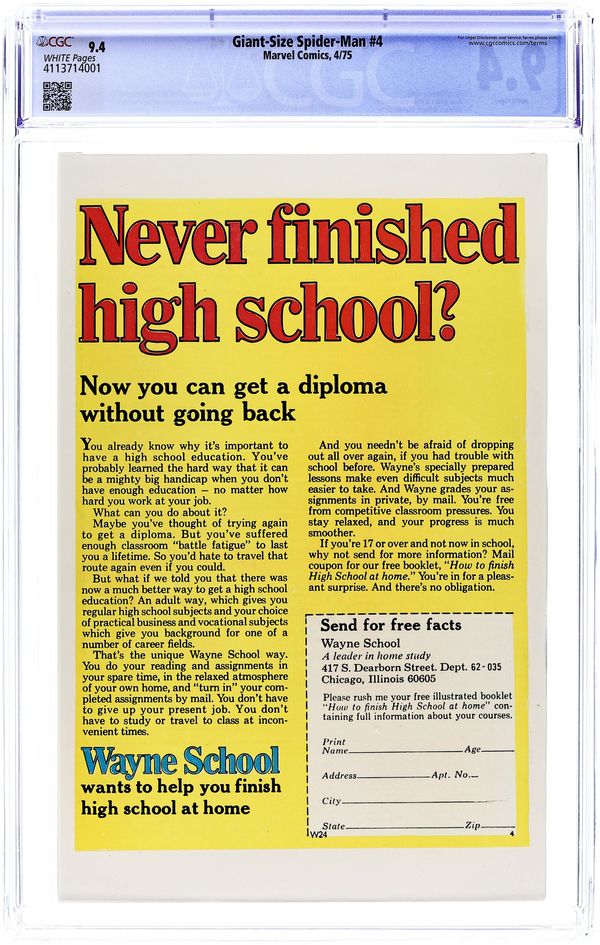 CGC 9.4
WHITE Pages
4113714001
Giant-Size Spider-Man #4
Marvel Comics, 4/75
For Legal Disclaimer and Service Terms please visit
www.cgccomics.com/terms
CGC
9.4
Never finished
high school?
Now you can get a diploma
without going back
You already know why it's important to
have a high school education. You've
probably learned the hard way that it can
be a mighty big handicap when you don't
have enough education — no matter how
hard you work at your job.
What can you do about it?
Maybe you've thought of trying again
to get a diploma. But you've suffered
enough classroom "battle fatigue" to last
you a lifetime. So you'd hate to travel that
route again even if you could.
But what if we told you that there was
now a much better way to get a high school
education? An adult way, which gives you
regular high school subjects and your choice
of practical business and vocational subjects
which give you background for one of a
number of career fields.
That's the unique Wayne School way.
You do your reading and assignments in
your spare time, in the relaxed atmosphere
of your own home, and "turn in" your com-
pleted assignments by mail. You don't have
to give up your present job. You don't
have to study or travel to class at incon-
venient times.
Wayne School
wants to help you finish
high school at home
And you needn't be afraid of dropping
out all over again, if you had trouble with
school before. Wayne's specially prepared
lessons make even difficult subjects much
easier to take. And Wayne grades your as-
signments in private, by mail. You're free
from competitive classroom pressures. You
stay relaxed, and your progress is much
smoother.
If you're 17 or over and not now in school,
why not send for more information? Mail
coupon for our free booklet, "How to finish
High School at home." You're in for a pleas-
ant surprise. And there's no obligation.
Send for free facts
Wayne School
A leader in home study
417 S. Dearborn Street. Dept. 62-035
Chicago, Illinois 60605
Please rush me your free illustrated booklet
"How to finish High School at home" con-
taining full information about your courses.
Print
Name Age
Address Apt. No.
City
State Zip
W24 4